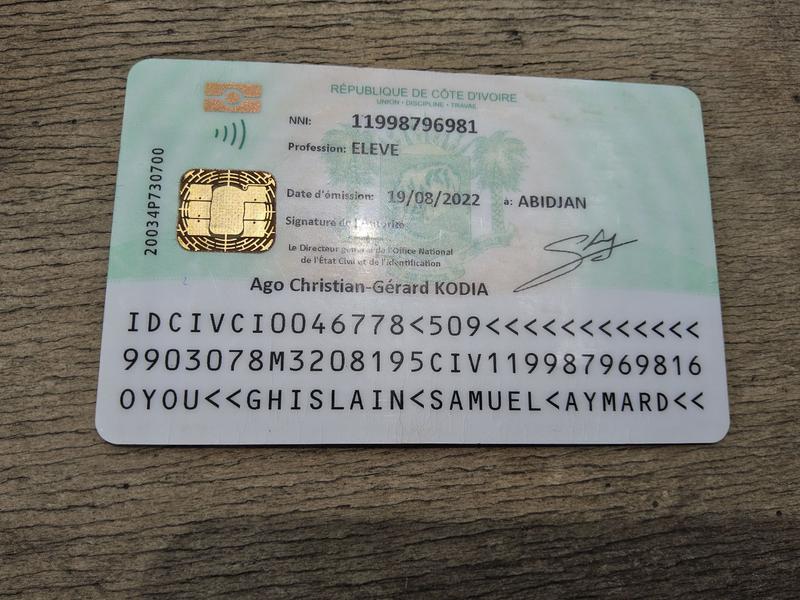 RÉPUBLIQUE DE CÔTE D'IVOIRE
UNION - DISCIPLINE - TRAVAIL
NNI: 11998796981
Profession: ELEVE
20034P730700
Date d'émission: 19/08/2022 à: ABIDJAN
Signature de l'Autorité
Le Directeur général de l'Office National
de l'État Civil et de l'Identification
Ago Christian-Gérard KODIA
IDCIVCI0046778<509<<<<<<<<<<<<
9903078M3208195CIV119987969816
OYOU<<GHISLAIN<SAMUEL<AYMARD<<